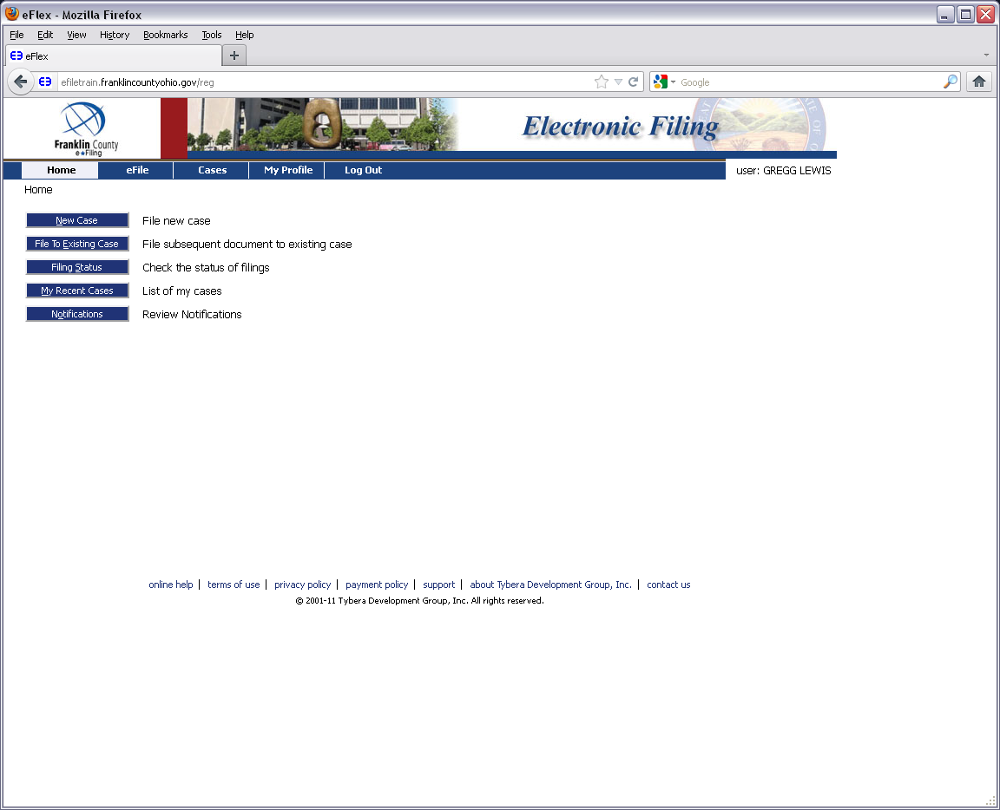 eFlex - Mozilla Firefox
File Edit View History Bookmarks Tools Help
eFlex
efiletrain.franklincountyohio.gov/reg Google
Franklin County
e★Filing
Electronic Filing
Home eFile Cases My Profile Log Out user: GREGG LEWIS
Home
New Case File new case
File To Existing Case File subsequent document to existing case
Filing Status Check the status of filings
My Recent Cases List of my cases
Notifications Review Notifications
online help | terms of use | privacy policy | payment policy | support | about Tybera Development Group, Inc. | contact us
© 2001-11 Tybera Development Group, Inc. All rights reserved.